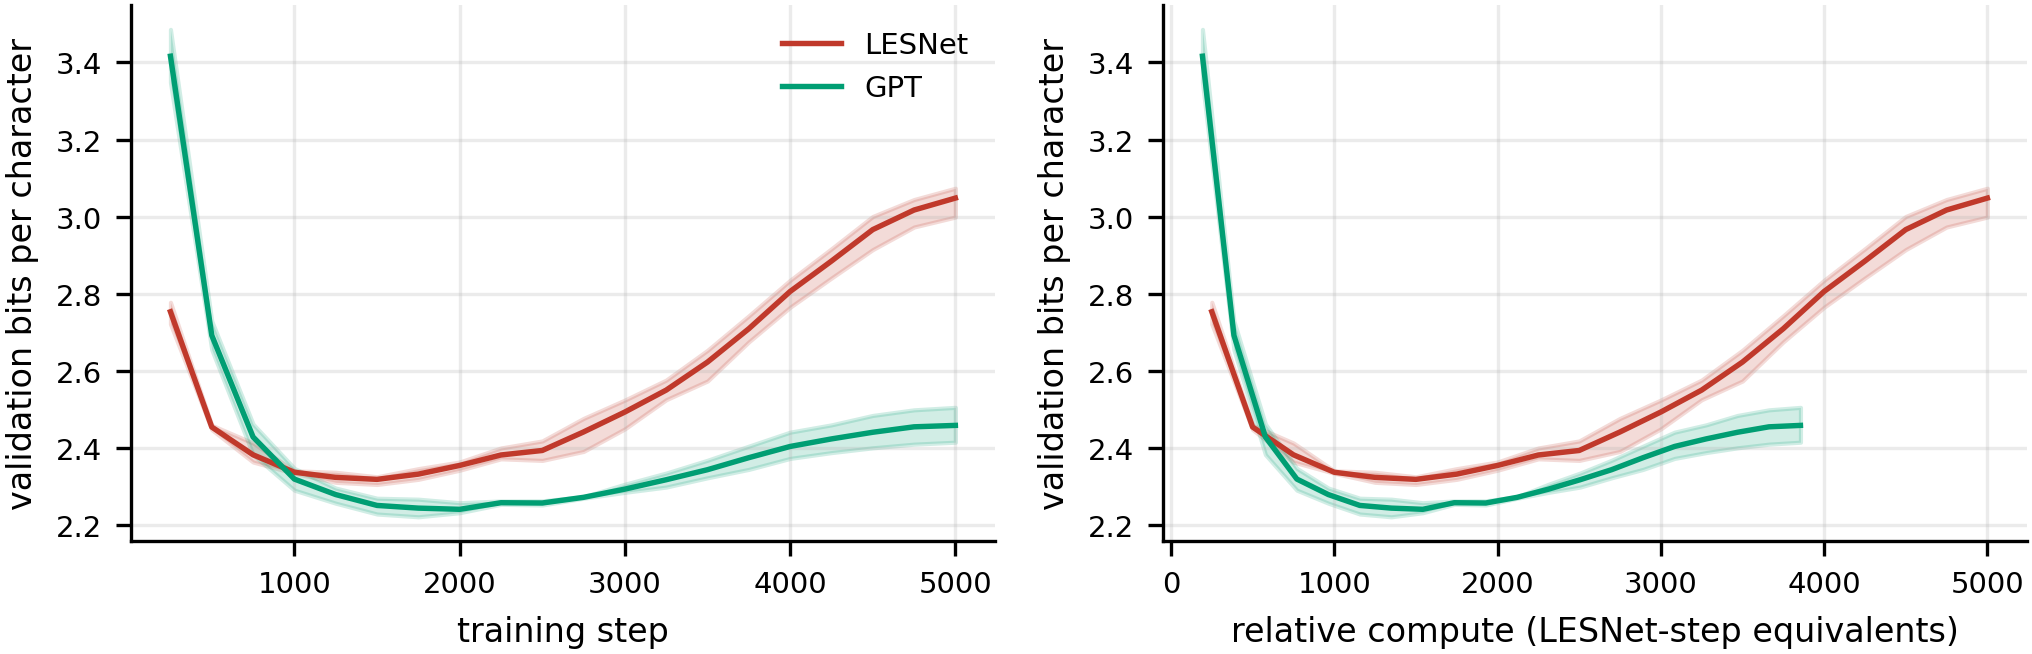 validation bits per character
3.4
3.2
3.0
2.8
2.6
2.4
2.2
LESNet
GPT
1000 2000 3000 4000 5000
training step
validation bits per character
3.4
3.2
3.0
2.8
2.6
2.4
2.2
0 1000 2000 3000 4000 5000
relative compute (LESNet-step equivalents)